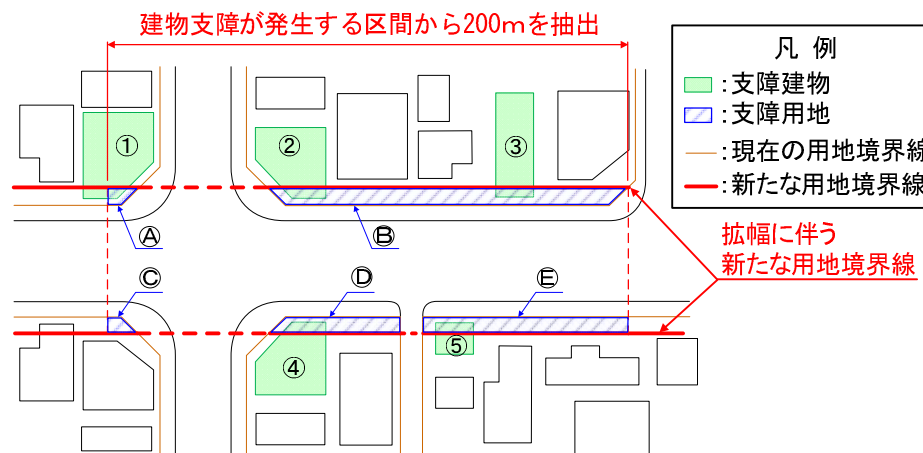 建物支障が発生する区間から200mを抽出
凡 例
：支障建物
：支障用地
：現在の用地境界線
：新たな用地境界線
①
②
③
Ⓐ
Ⓑ
拡幅に伴う
新たな用地境界線
Ⓒ
Ⓓ
Ⓔ
④
⑤